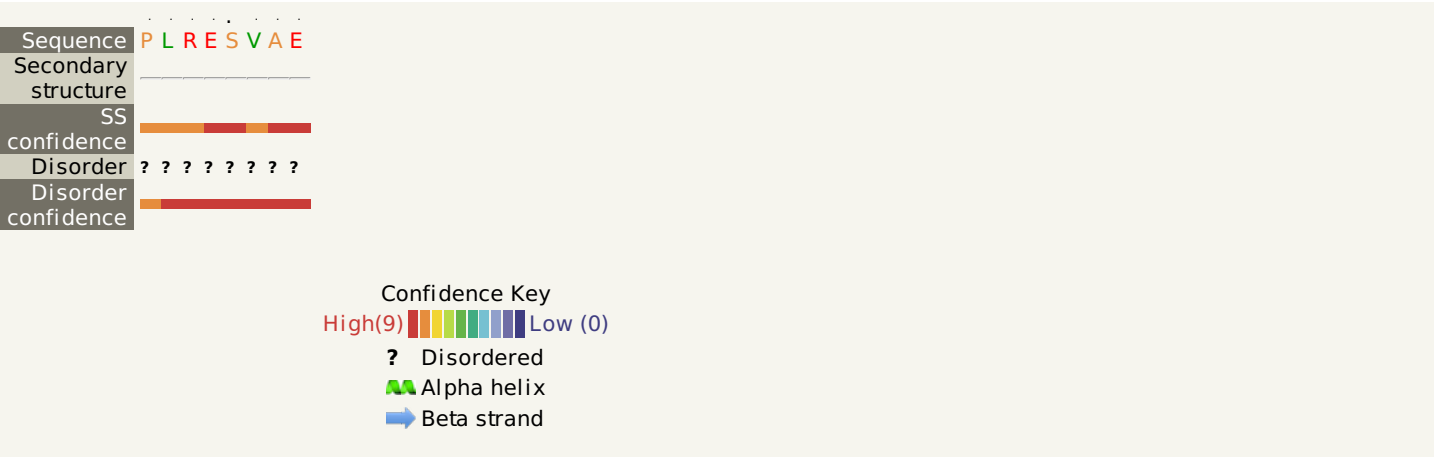 Sequence P L R E S V A E
Secondary
structure
SS
confidence
Disorder ? ? ? ? ? ? ? ?
Disorder
confidence
Confidence Key
High(9) Low (0)
? Disordered
Alpha helix
Beta strand